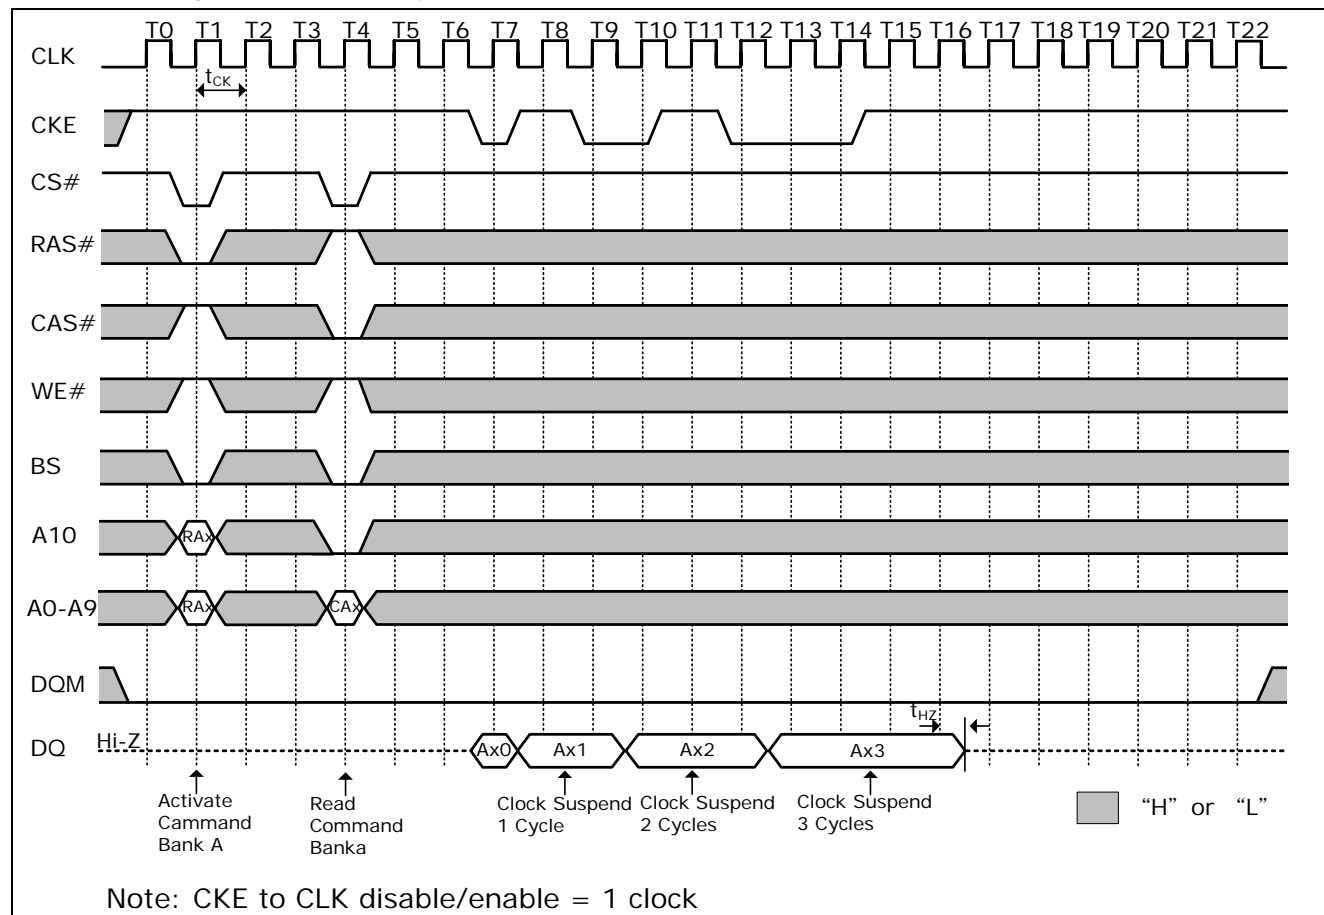 T0 T1 T2 T3 T4 T5 T6 T7 T8 T9 T10 T11 T12 T13 T14 T15 T16 T17 T18 T19 T20 T21 T22
CLK
tCK
CKE
CS#
RAS#
CAS#
WE#
BS
A10
RAx
A0-A9
RAx
CAx
DQM
tHZ
DQ
Hi-Z
Ax0
Ax1
Ax2
Ax3
Activate
Cammand
Bank A
Read
Command
Banka
Clock Suspend
1 Cycle
Clock Suspend
2 Cycles
Clock Suspend
3 Cycles
“H” or “L”
Note: CKE to CLK disable/enable = 1 clock